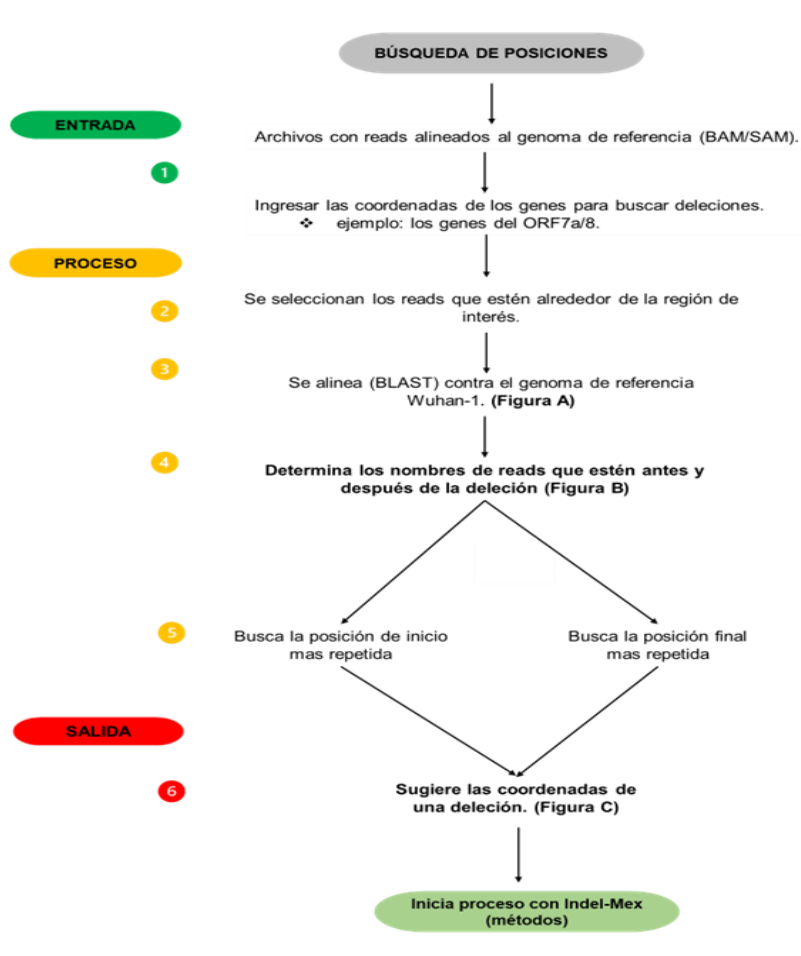 BÚSQUEDA DE POSICIONES
ENTRADA
Archivos con reads alineados al genoma de referencia (BAM/SAM).
1
Ingresar las coordenadas de los genes para buscar deleciones.
❖ ejemplo: los genes del ORF7a/8.
PROCESO
2
Se seleccionan los reads que estén alrededor de la región de
interés.
3
Se alinea (BLAST) contra el genoma de referencia
Wuhan-1. (Figura A)
4
Determina los nombres de reads que estén antes y
después de la deleción (Figura B)
5
Busca la posición de inicio
mas repetida
Busca la posición final
mas repetida
SALIDA
6
Sugiere las coordenadas de
una deleción. (Figura C)
Inicia proceso con Indel-Mex
(métodos)